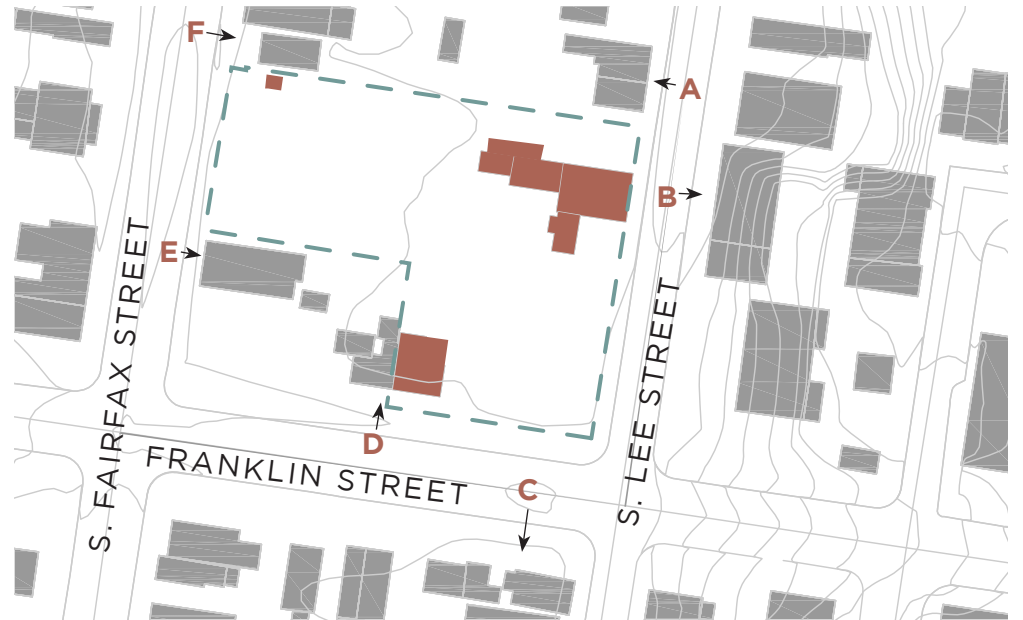 F
A
B
E
S. FAIRFAX STREET
S. LEE STREET
D
FRANKLIN STREET
C